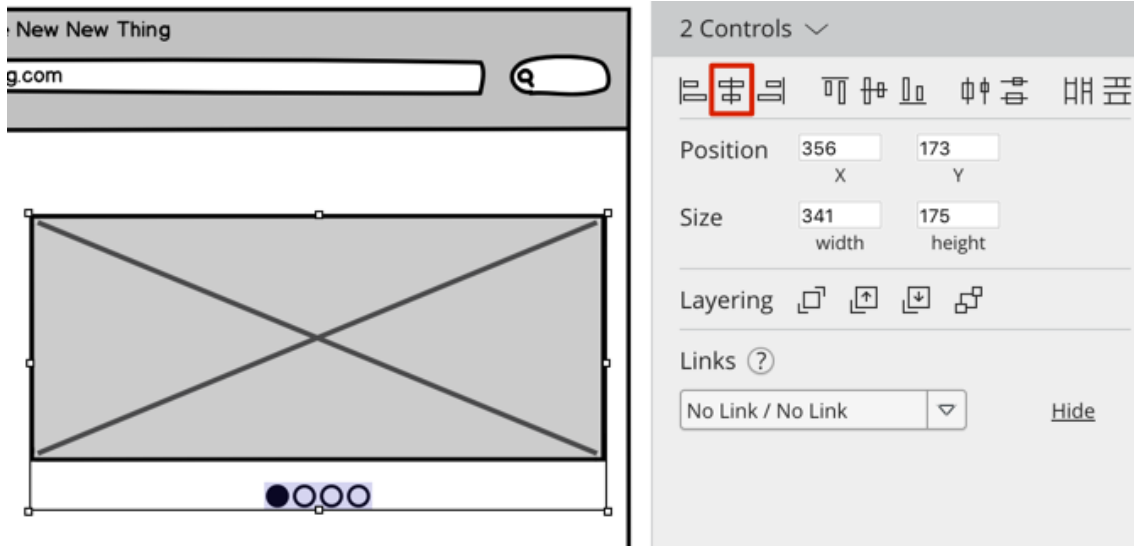 New New Thing
g.com
2 Controls
Position 356 173
X Y
Size 341 175
width height
Layering
Links ?
No Link / No Link Hide